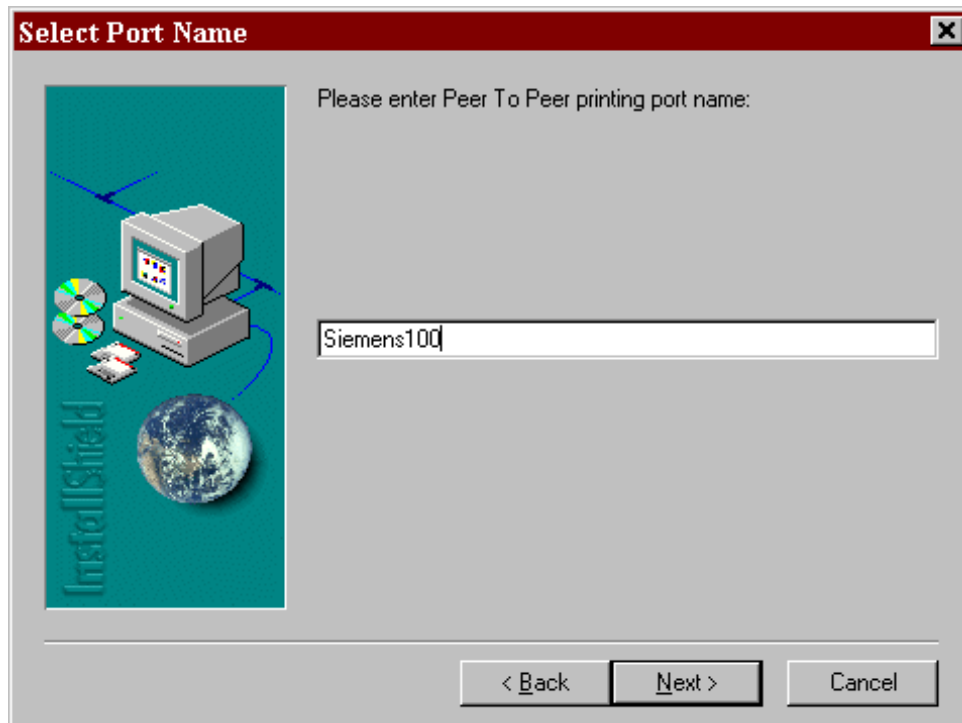 Select Port Name
Please enter Peer To Peer printing port name:
Siemens100
InstallShield
< Back
Next >
Cancel